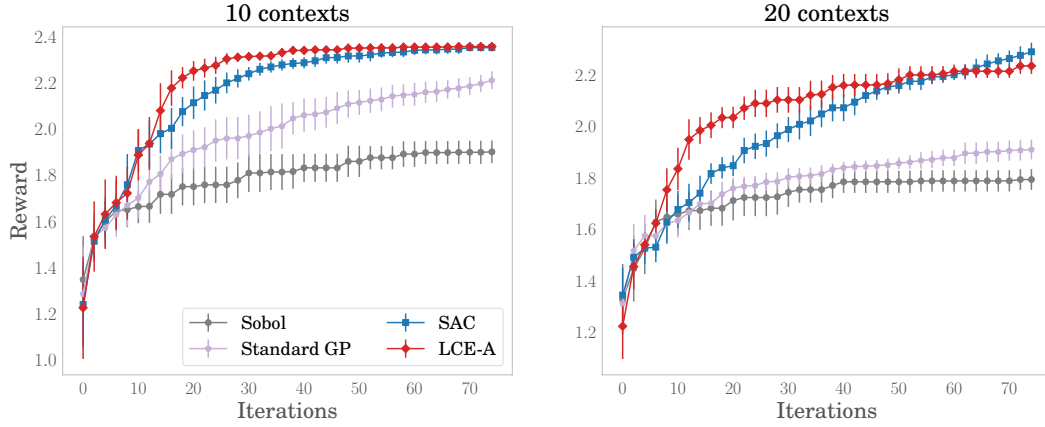 10 contexts
20 contexts
Reward
2.4
2.2
2.0
1.8
1.6
1.4
1.2
1.0
Sobol
Standard GP
SAC
LCE-A
0 10 20 30 40 50 60 70
Iterations
2.2
2.0
1.8
1.6
1.4
1.2
0 10 20 30 40 50 60 70
Iterations